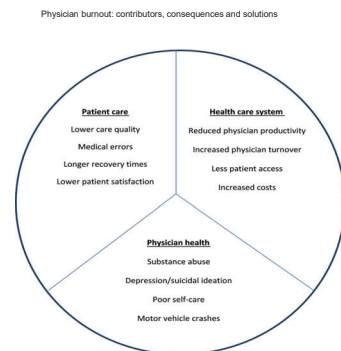 Physician burnout: contributors, consequences and solutions
Patient care
Lower care quality
Medical errors
Longer recovery times
Lower patient satisfaction
Health care system
Reduced physician productivity
Increased physician turnover
Less patient access
Increased costs
Physician health
Substance abuse
Depression/suicidal ideation
Poor self-care
Motor vehicle crashes